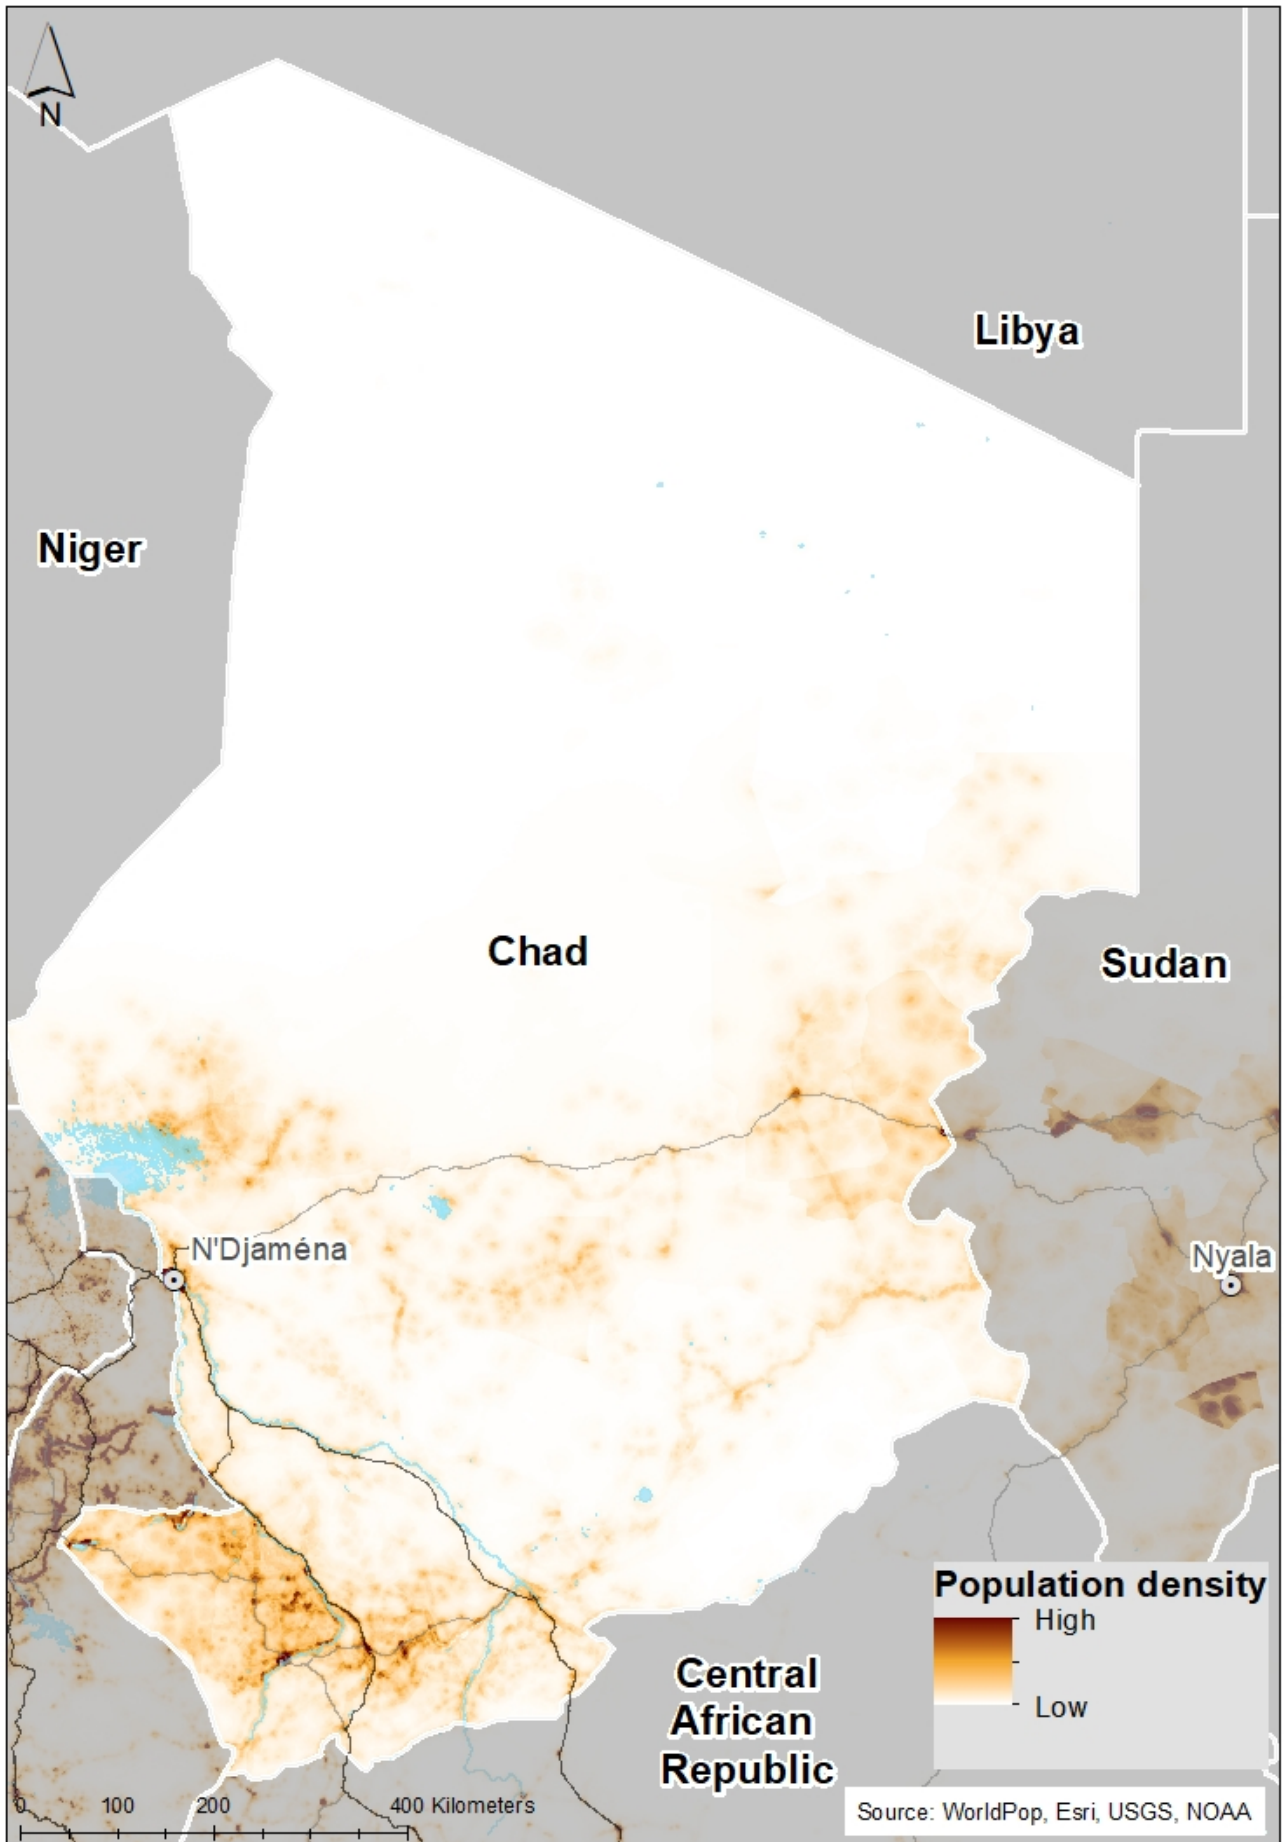 N
Libya
Niger
Chad
Sudan
N'Djaména
Nyala
Population density
High
Low
Central
African
Republic
0 100 200 400 Kilometers
Source: WorldPop, Esri, USGS, NOAA